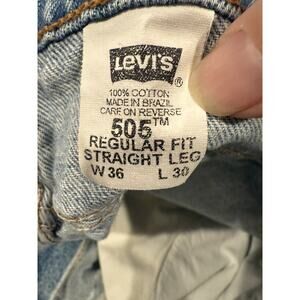 LEVI'S ®
100% COTTON
MADE IN BRAZIL
CARE ON REVERSE
505™
REGULAR FIT
STRAIGHT LEG
W 36 L 30